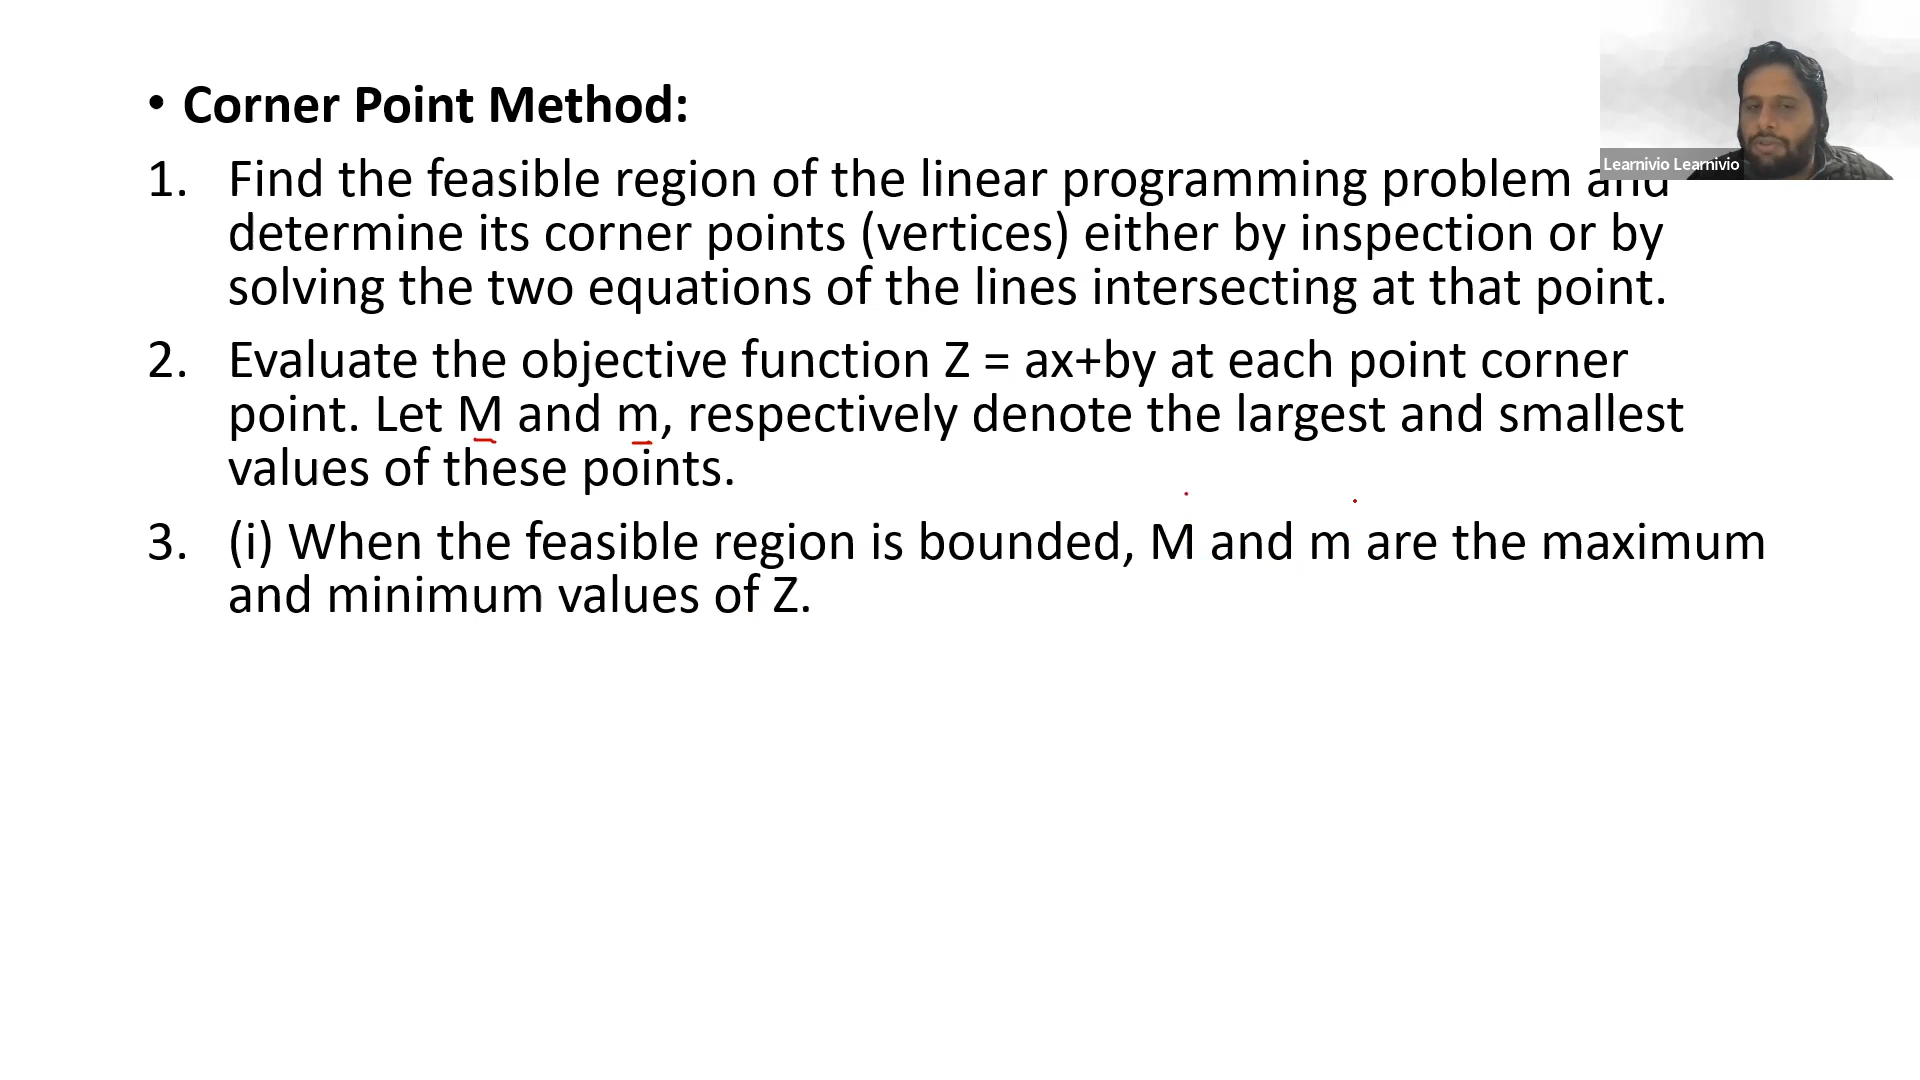 • Corner Point Method:
1. Find the feasible region of the linear programming problem and
determine its corner points (vertices) either by inspection or by
solving the two equations of the lines intersecting at that point.
2. Evaluate the objective function Z = ax+by at each point corner
point. Let M and m, respectively denote the largest and smallest
values of these points.
3. (i) When the feasible region is bounded, M and m are the maximum
and minimum values of Z.
Learnivio Learnivio